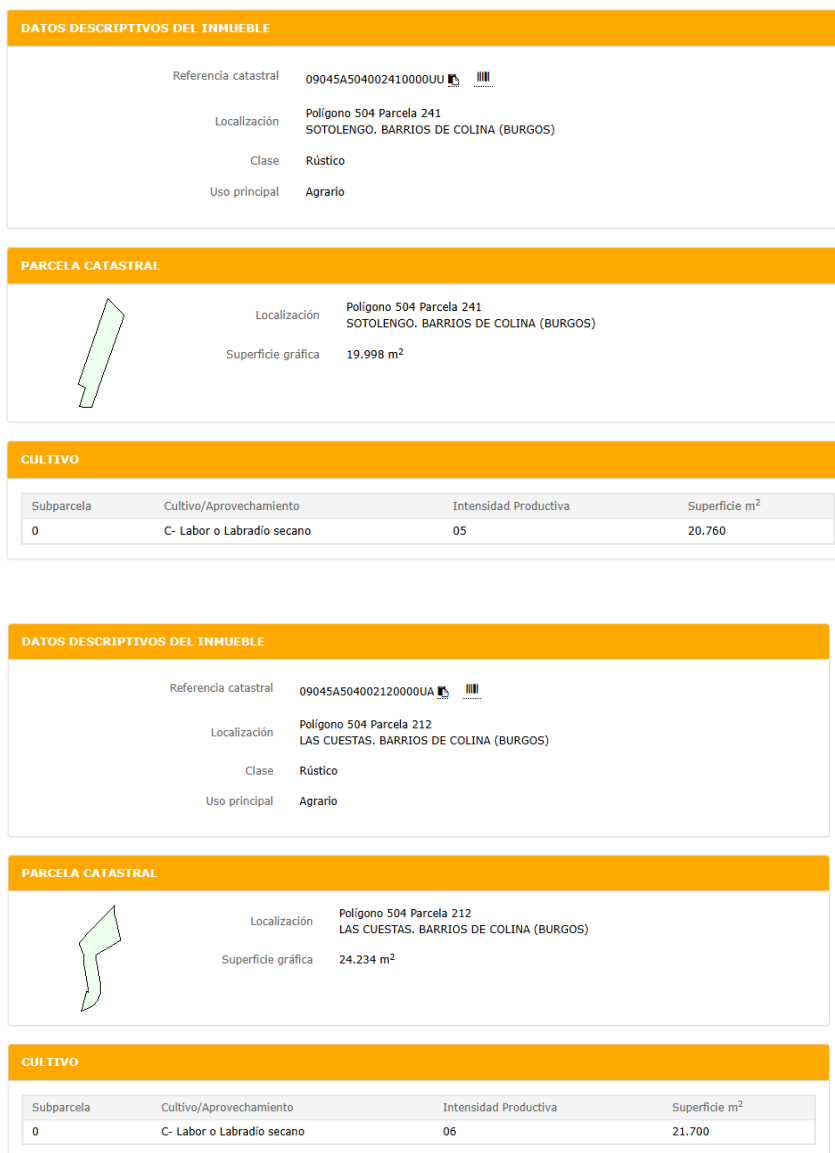 DATOS DESCRIPTIVOS DEL INMUEBLE
Referencia catastral 09045A504002410000UU
Localización Polígono 504 Parcela 241
SOTOLENGO. BARRIOS DE COLINA (BURGOS)
Clase Rústico
Uso principal Agrario
PARCELA CATASTRAL
Localización Polígono 504 Parcela 241
SOTOLENGO. BARRIOS DE COLINA (BURGOS)
Superficie gráfica 19.998 m²
CULTIVO
Subparcela Cultivo/Aprovechamiento Intensidad Productiva Superficie m²
0 C- Labor o Labradío secano 05 20.760
DATOS DESCRIPTIVOS DEL INMUEBLE
Referencia catastral 09045A504002120000UA
Localización Polígono 504 Parcela 212
LAS CUESTAS. BARRIOS DE COLINA (BURGOS)
Clase Rústico
Uso principal Agrario
PARCELA CATASTRAL
Localización Polígono 504 Parcela 212
LAS CUESTAS. BARRIOS DE COLINA (BURGOS)
Superficie gráfica 24.234 m²
CULTIVO
Subparcela Cultivo/Aprovechamiento Intensidad Productiva Superficie m²
0 C- Labor o Labradío secano 06 21.700